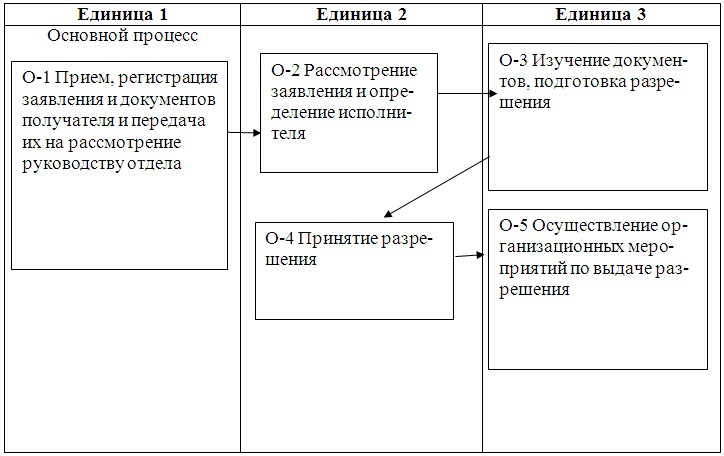 Единица 1
Единица 2
Единица 3
Основной процесс
О-1 Прием, регистрация
заявления и документов
получателя и передача
их на рассмотрение
руководству отдела
О-2 Рассмотрение
заявления и опре-
деление исполни-
теля
О-3 Изучение докумен-
тов, подготовка разре-
шения
О-4 Принятие разре-
шения
О-5 Осуществление ор-
ганизационных меро-
приятий по выдаче раз-
решения